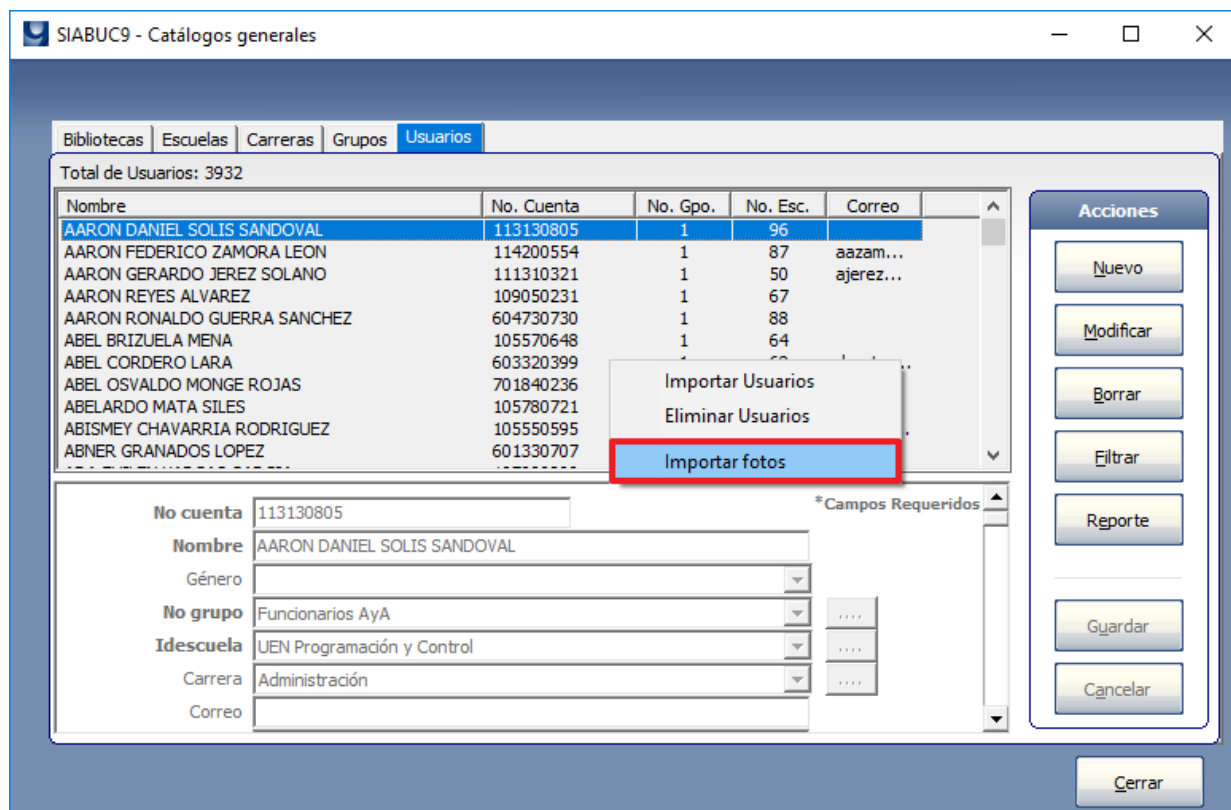 SIABUC9 - Catálogos generales
Bibliotecas Escuelas Carreras Grupos Usuarios
Total de Usuarios: 3932
Nombre No. Cuenta No. Gpo. No. Esc. Correo
AARON DANIEL SOLIS SANDOVAL 113130805 1 96
AARON FEDERICO ZAMORA LEON 114200554 1 87 aazam...
AARON GERARDO JEREZ SOLANO 111310321 1 50 ajerez...
AARON REYES ALVAREZ 109050231 1 67
AARON RONALDO GUERRA SANCHEZ 604730730 1 88
ABEL BRIZUELA MENA 105570648 1 64
ABEL CORDERO LARA 603320399
ABEL OSVALDO MONGE ROJAS 701840236
ABELARDO MATA SILES 105780721
ABISMEY CHAVARRIA RODRIGUEZ 105550595
ABNER GRANADOS LOPEZ 601330707
Importar Usuarios
Eliminar Usuarios
Importar fotos
Acciones
Nuevo
Modificar
Borrar
Filtrar
Reporte
Guardar
Cancelar
*Campos Requeridos
No cuenta 113130805
Nombre AARON DANIEL SOLIS SANDOVAL
Género
No grupo Funcionarios AyA ....
Idescuela UEN Programación y Control ....
Carrera Administración ....
Correo
Cerrar